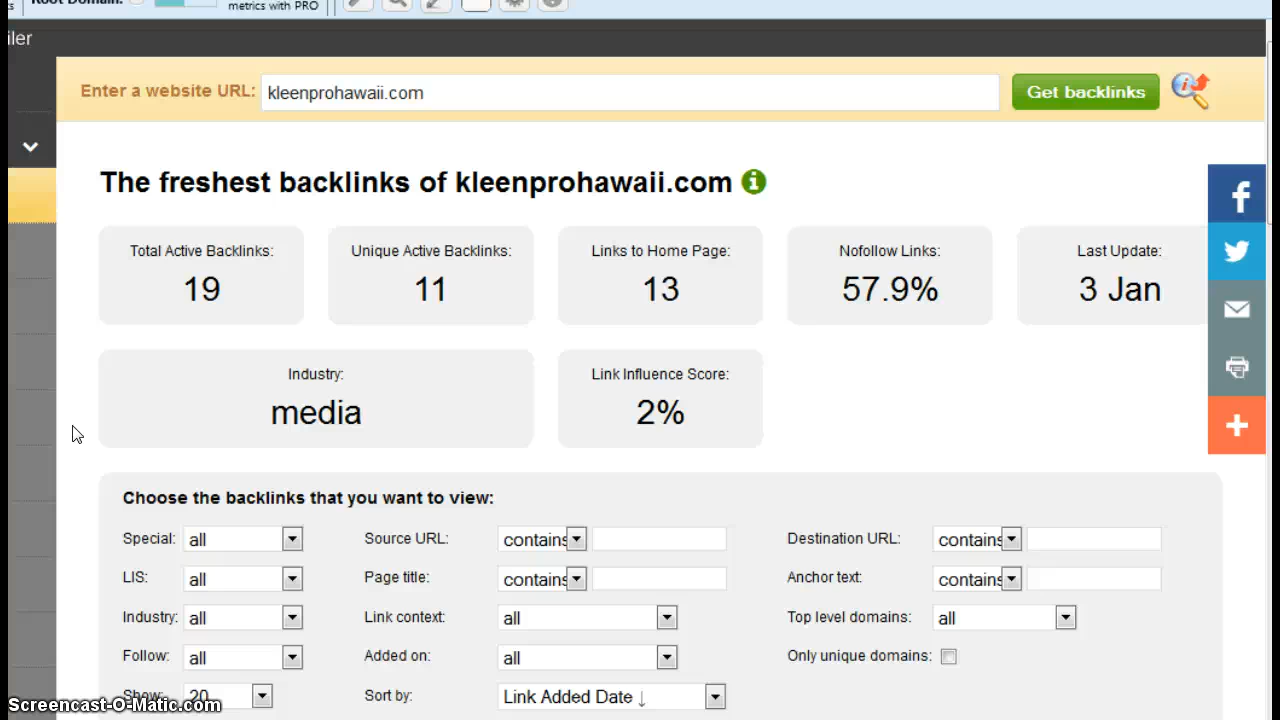 Root Domain:
metrics with PRO
iler
Enter a website URL: kleenprohawaii.com Get backlinks
The freshest backlinks of kleenprohawaii.com
Total Active Backlinks: Unique Active Backlinks: Links to Home Page: Nofollow Links: Last Update:
19 11 13 57.9% 3 Jan
Industry: Link Influence Score:
media 2%
Choose the backlinks that you want to view:
Special: all Source URL: contains Destination URL: contains
LIS: all Page title: contains Anchor text: contains
Industry: all Link context: all Top level domains: all
Follow: all Added on: all Only unique domains:
Show: 20 Sort by: Link Added Date ↓
Screencast-O-Matic.com